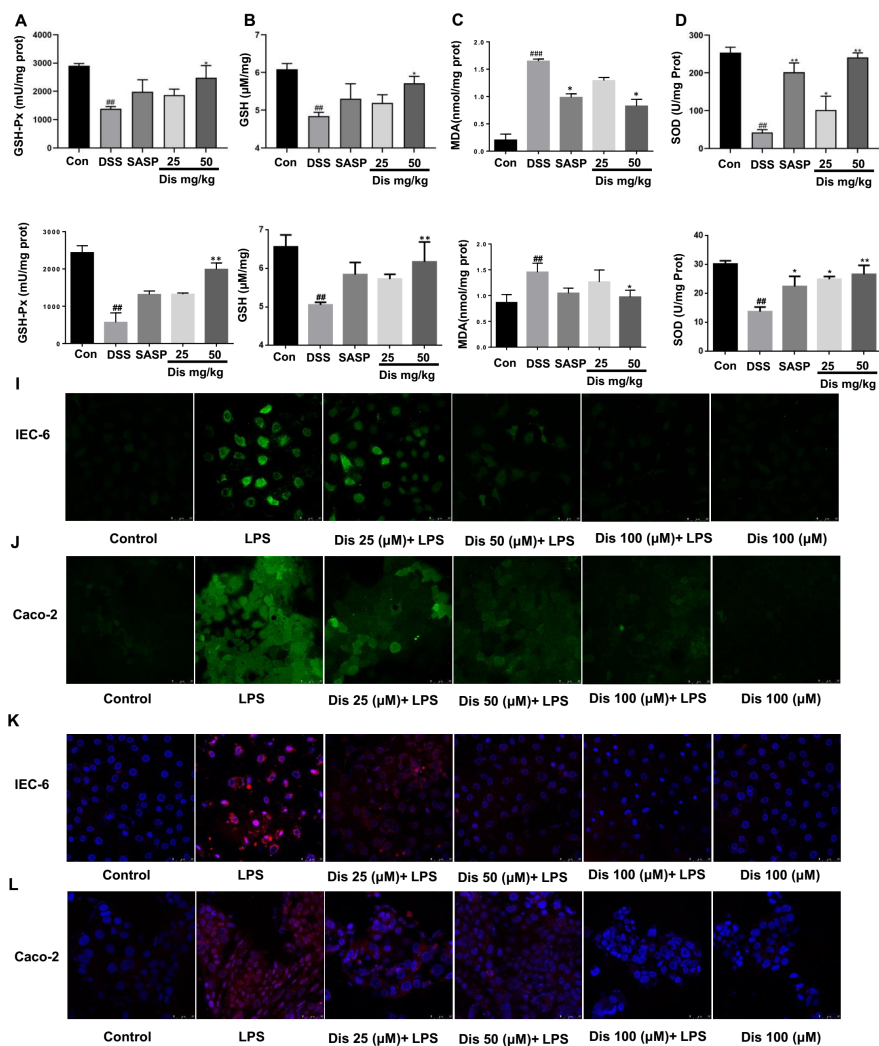 A
GSH-Px (mU/mg prot)
4000
3000
2000
1000
0
##
*
Con DSS SASP 25 50
Dis mg/kg
B
GSH (µM/mg)
7
6
5
4
##
*
Con DSS SASP 25 50
Dis mg/kg
C
MDA(nmol/mg prot)
2.0
1.5
1.0
0.5
0.0
###
*
*
Con DSS SASP 25 50
Dis mg/kg
D
SOD (U/mg Prot)
300
200
100
0
##
**
*
**
Con DSS SASP 25 50
Dis mg/kg
GSH-Px (mU/mg prot)
3000
2000
1000
0
##
**
Con DSS SASP 25 50
Dis mg/kg
GSH (µM/mg)
7
6
5
4
##
**
Con DSS SASP 25 50
Dis mg/kg
MDA(nmol/mg prot)
2.0
1.5
1.0
0.5
0.0
##
*
Con DSS SASP 25 50
Dis mg/kg
SOD (U/mg Prot)
40
30
20
10
0
##
*
*
**
Con DSS SASP 25 50
Dis mg/kg
I
IEC-6
Control LPS Dis 25 (µM)+ LPS Dis 50 (µM)+ LPS Dis 100 (µM)+ LPS Dis 100 (µM)
J
Caco-2
Control LPS Dis 25 (µM)+ LPS Dis 50 (µM)+ LPS Dis 100 (µM)+ LPS Dis 100 (µM)
K
IEC-6
Control LPS Dis 25 (µM)+ LPS Dis 50 (µM)+ LPS Dis 100 (µM)+ LPS Dis 100 (µM)
L
Caco-2
Control LPS Dis 25 (µM)+ LPS Dis 50 (µM)+ LPS Dis 100 (µM)+ LPS Dis 100 (µM)